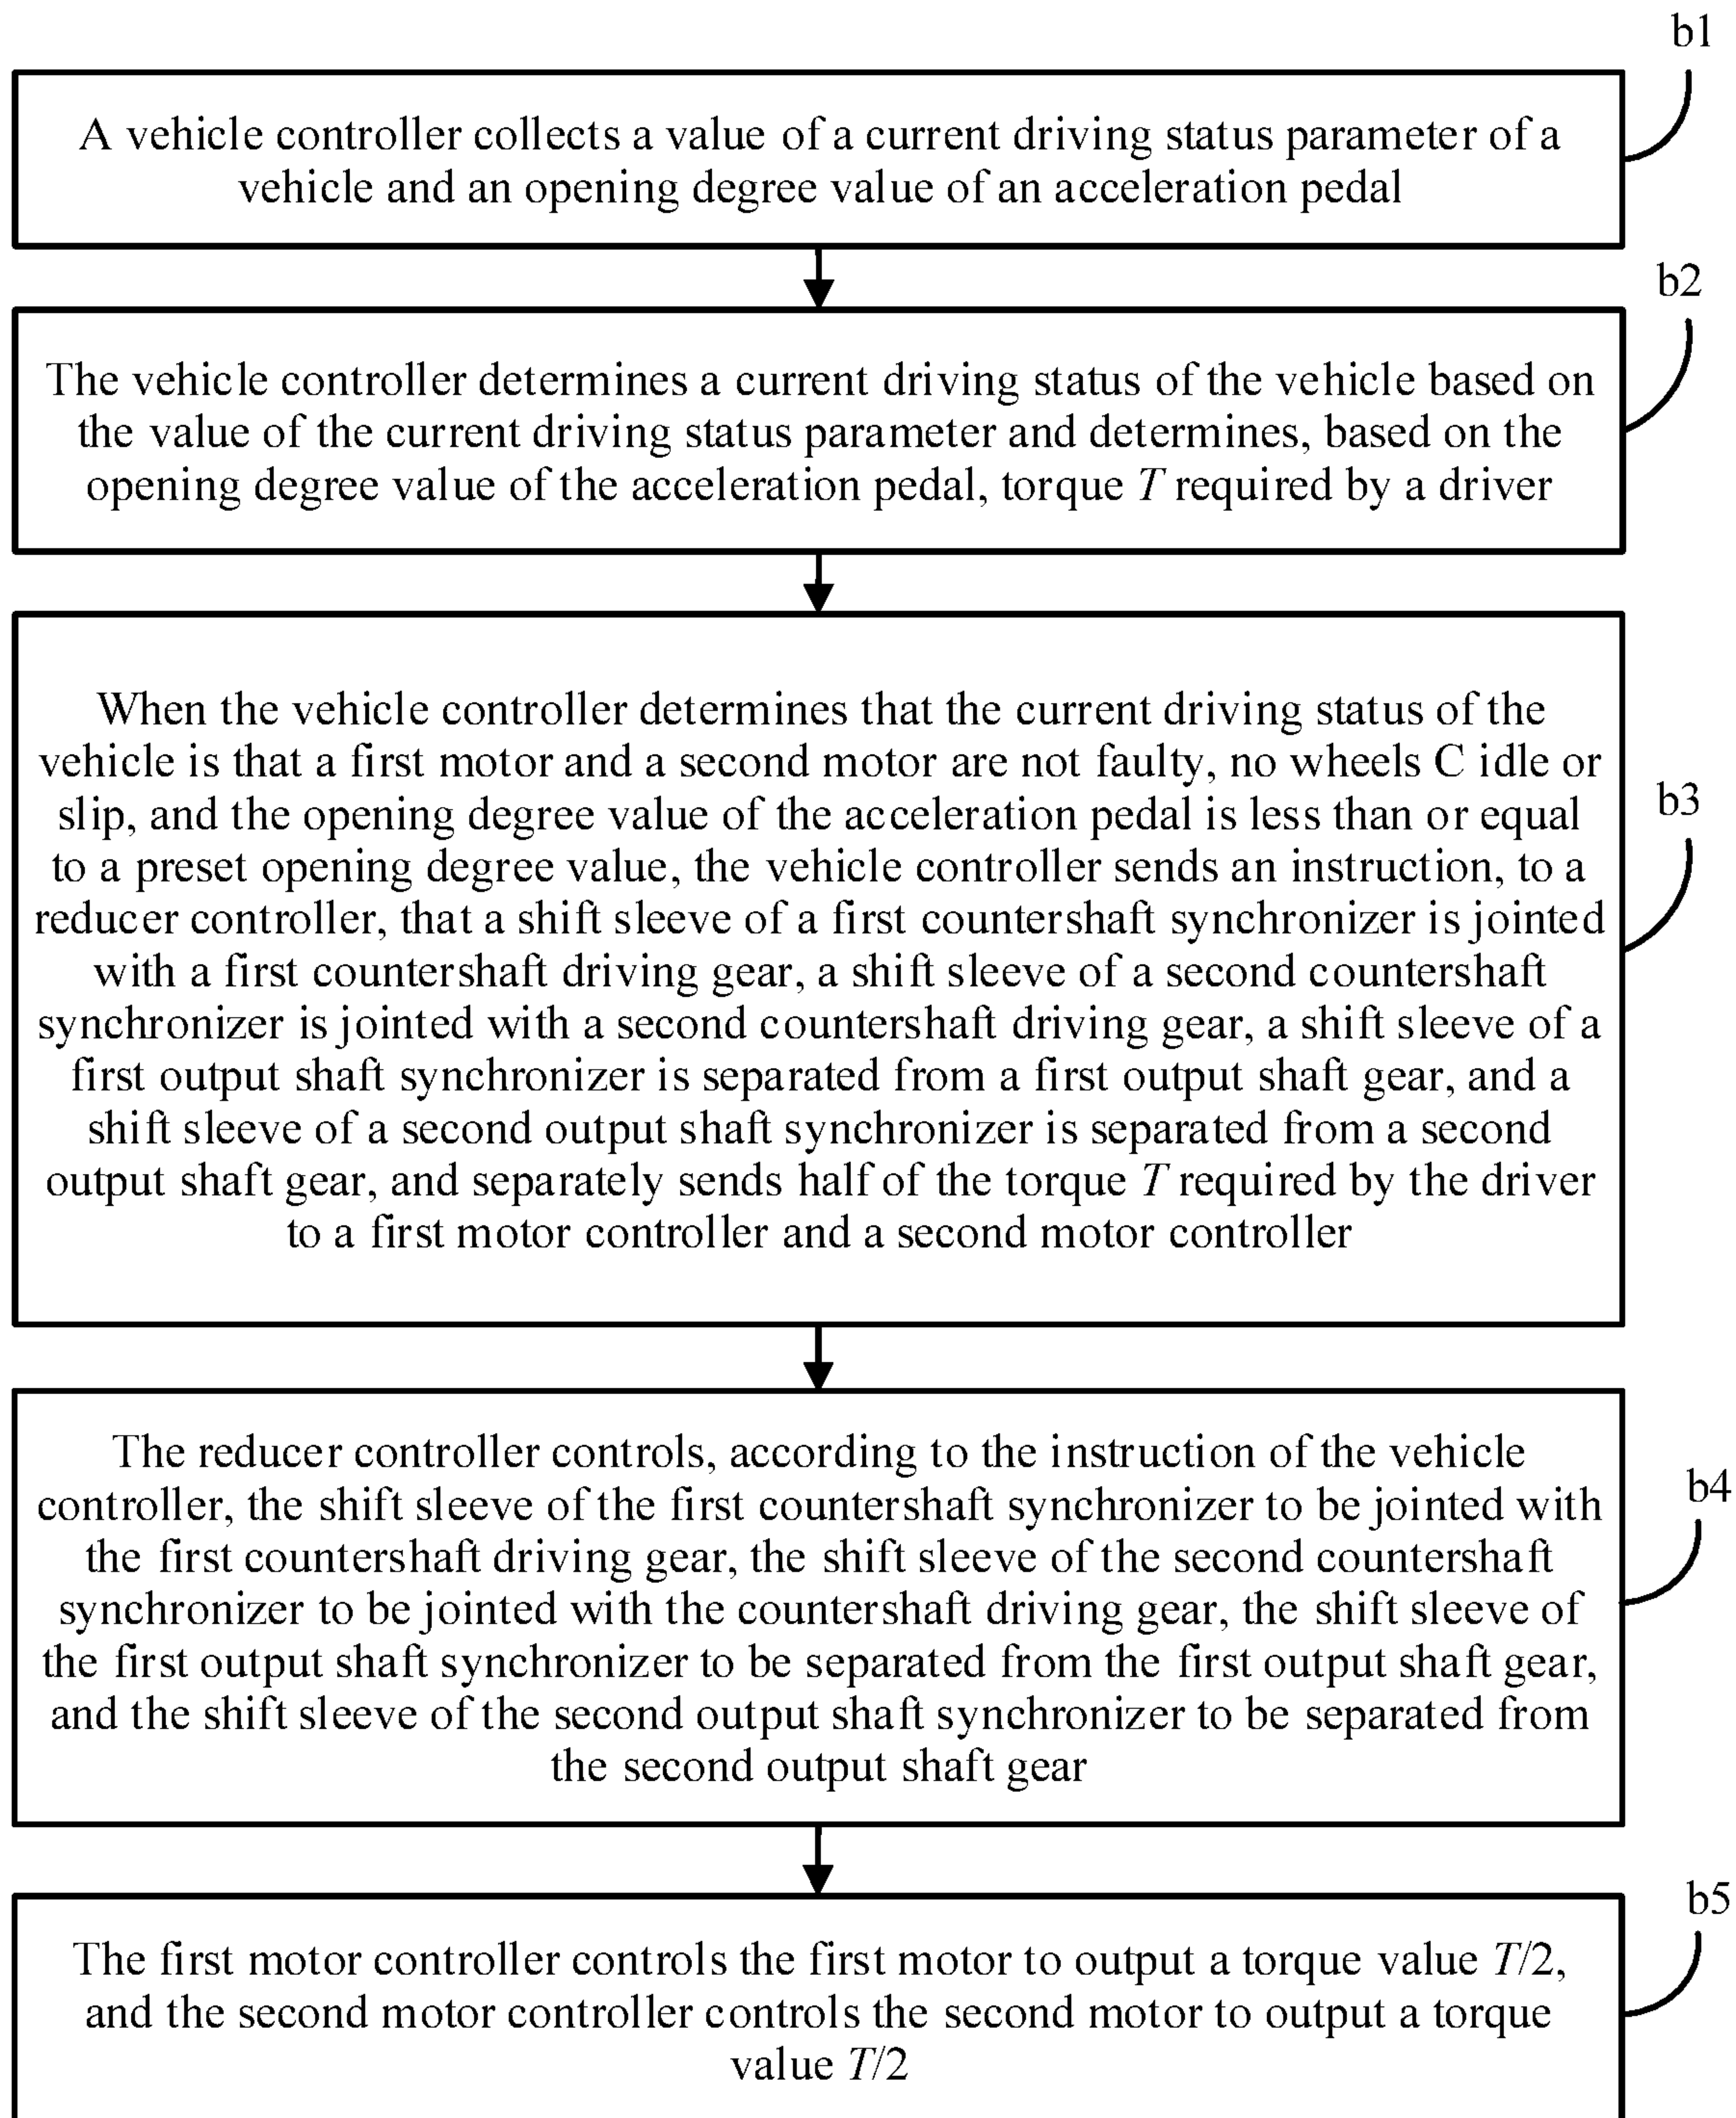 b1
A vehicle controller collects a value of a current driving status parameter of a
vehicle and an opening degree value of an acceleration pedal
b2
The vehicle controller determines a current driving status of the vehicle based on
the value of the current driving status parameter and determines, based on the
opening degree value of the acceleration pedal, torque T required by a driver
b3
When the vehicle controller determines that the current driving status of the
vehicle is that a first motor and a second motor are not faulty, no wheels C idle or
slip, and the opening degree value of the acceleration pedal is less than or equal
to a preset opening degree value, the vehicle controller sends an instruction, to a
reducer controller, that a shift sleeve of a first countershaft synchronizer is jointed
with a first countershaft driving gear, a shift sleeve of a second countershaft
synchronizer is jointed with a second countershaft driving gear, a shift sleeve of a
first output shaft synchronizer is separated from a first output shaft gear, and a
shift sleeve of a second output shaft synchronizer is separated from a second
output shaft gear, and separately sends half of the torque T required by the driver
to a first motor controller and a second motor controller
b4
The reducer controller controls, according to the instruction of the vehicle
controller, the shift sleeve of the first countershaft synchronizer to be jointed with
the first countershaft driving gear, the shift sleeve of the second countershaft
synchronizer to be jointed with the countershaft driving gear, the shift sleeve of
the first output shaft synchronizer to be separated from the first output shaft gear,
and the shift sleeve of the second output shaft synchronizer to be separated from
the second output shaft gear
b5
The first motor controller controls the first motor to output a torque value T/2,
and the second motor controller controls the second motor to output a torque
value T/2